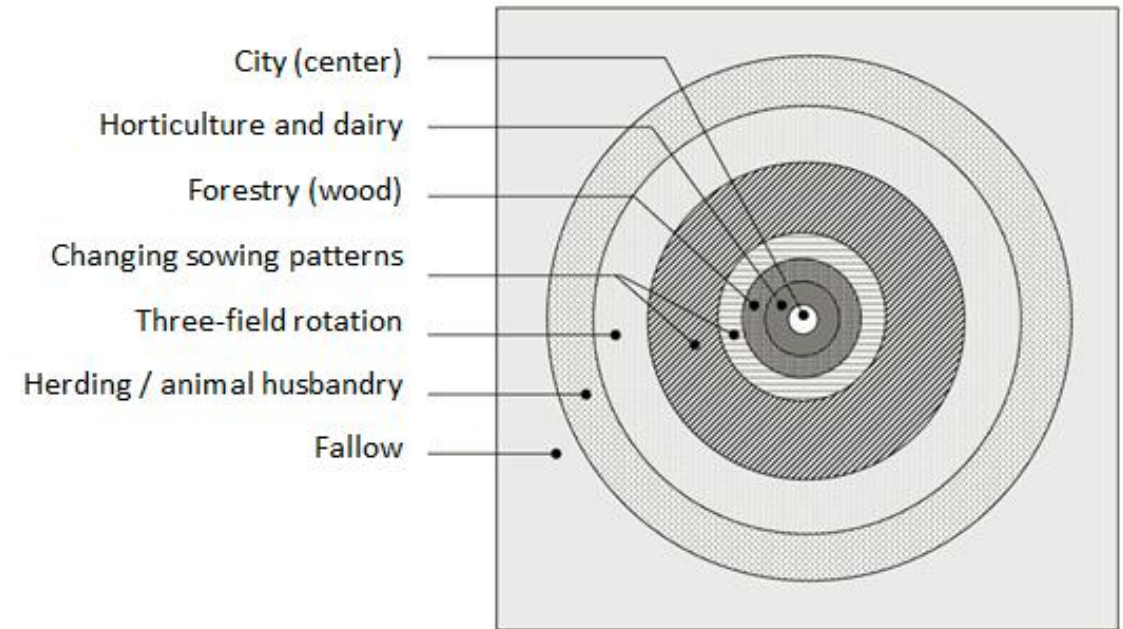 City (center)
Horticulture and dairy
Forestry (wood)
Changing sowing patterns
Three-field rotation
Herding / animal husbandry
Fallow